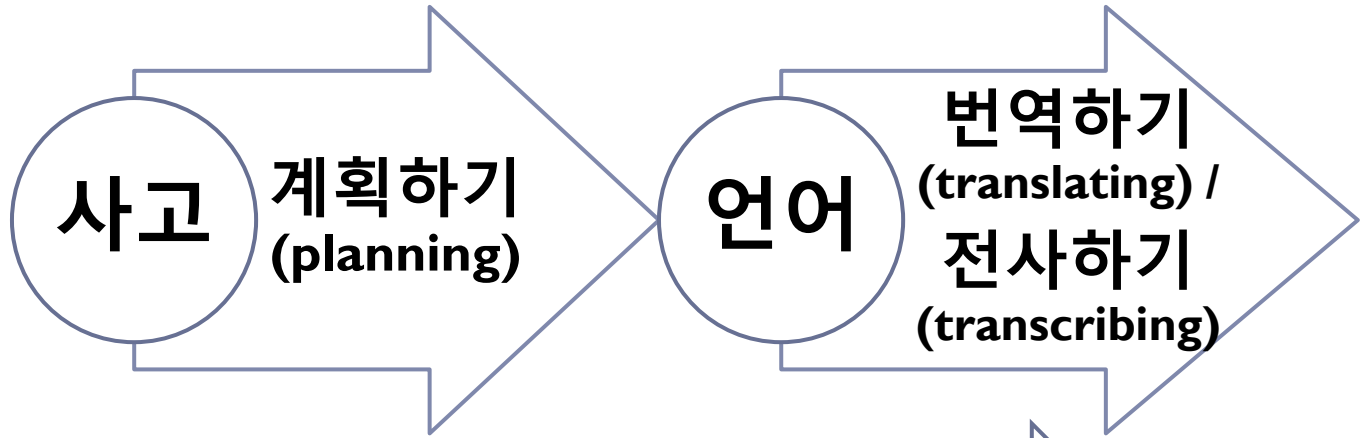 사고
계획하기
(planning)
언어
번역하기
(translating) /
전사하기
(transcribing)